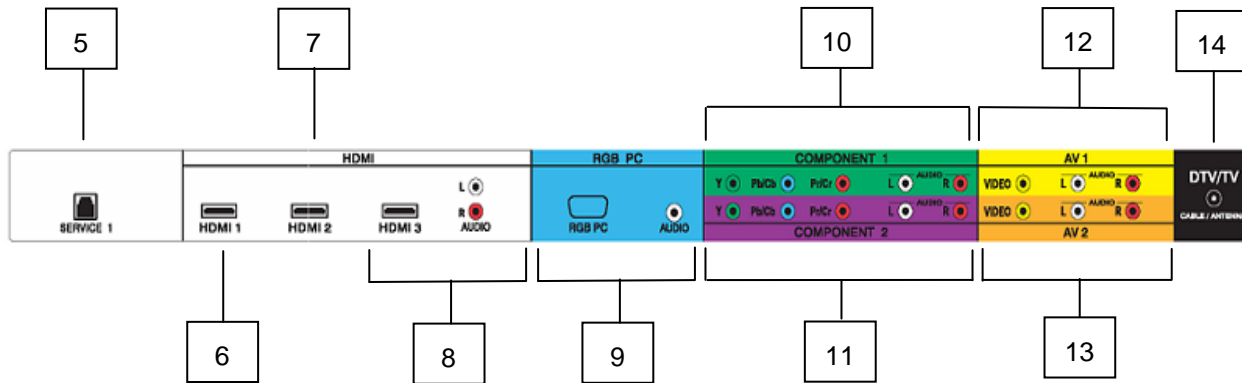 5 7 10 12 14
HDMI RGB PC COMPONENT 1 AV 1
DTV/TV
CABLE / ANTENNA
Y Pb/Cb Pr/Cr L AUDIO R
VIDEO L AUDIO R
L
R
AUDIO
SERVICE 1 HDMI 1 HDMI 2 HDMI 3
RGB PC AUDIO
Y Pb/Cb Pr/Cr L AUDIO R
VIDEO L AUDIO R
COMPONENT 2 AV 2
6 8 9 11 13